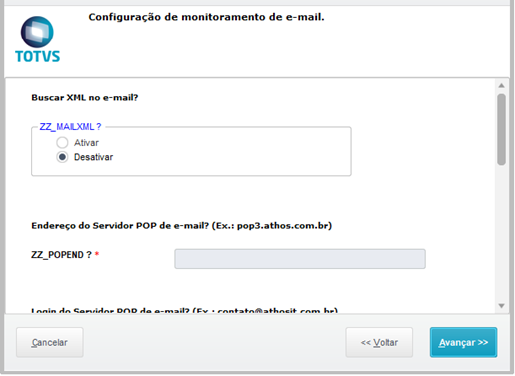 Configuração de monitoramento de e-mail.
TOTVS
Buscar XML no e-mail?
ZZ_MAILXML ?
Ativar
Desativar
Endereço do Servidor POP de e-mail? (Ex.: pop3.athos.com.br)
ZZ_POPEND ? *
Login do Servidor POP de e-mail? (Ex.: contato@athosit.com.br)
Cancelar
<< Voltar
Avançar >>